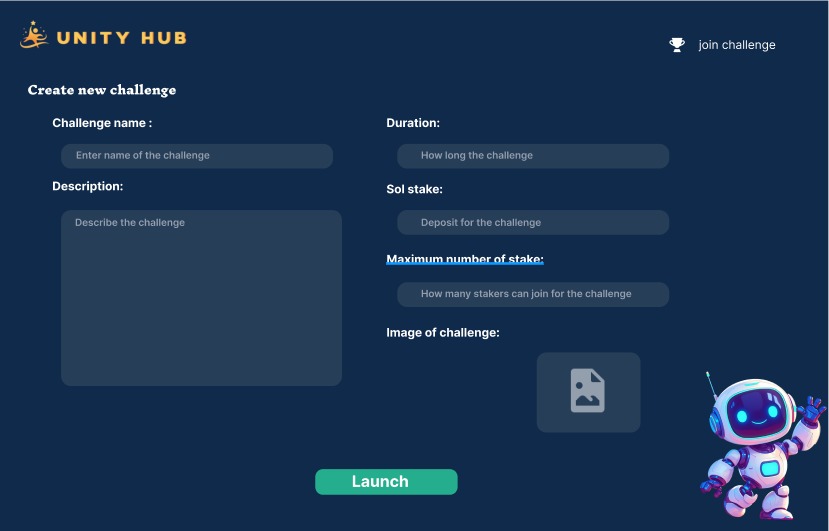 UNITY HUB
join challenge
Create new challenge
Challenge name :
Enter name of the challenge
Description:
Describe the challenge
Duration:
How long the challenge
Sol stake:
Deposit for the challenge
Maximum number of stake:
How many stakers can join for the challenge
Image of challenge:
Launch